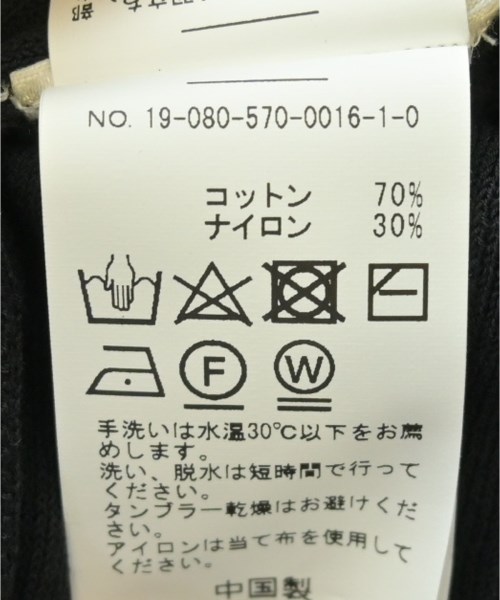 NO. 19-080-570-0016-1-0
コットン 70%
ナイロン 30%
F W
手洗いは水温30℃以下をお薦
めします。
洗い、脱水は短時間で行って
ください。
タンブラー乾燥はお避けくだ
さい。
アイロンは当て布を使用して
ください。
中国製